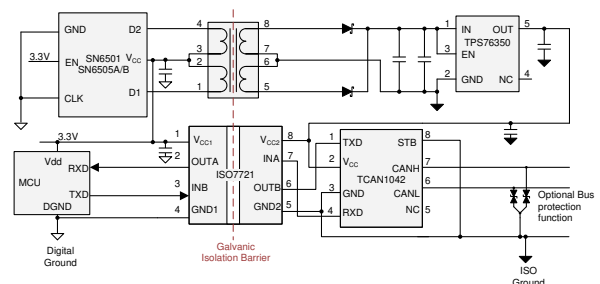 GND
D2
4
8
1
IN
OUT
5
3.3V
EN
SN6501
SN6505A/B
VCC
3
2
7
6
3
EN
TPS76350
CLK
D1
1
5
2
GND
NC
4
3.3V
Vdd
MCU
RXD
TXD
DGND
1
2
3
4
VCC1
OUTA
INB
GND1
ISO7721
VCC2
INA
OUTB
GND2
8
7
6
5
1
2
3
4
TXD
VCC
GND
RXD
TCAN1042
STB
CANH
CANL
NC
8
7
6
5
Optional Bus
protection
function
Digital
Ground
Galvanic
Isolation Barrier
ISO
Ground